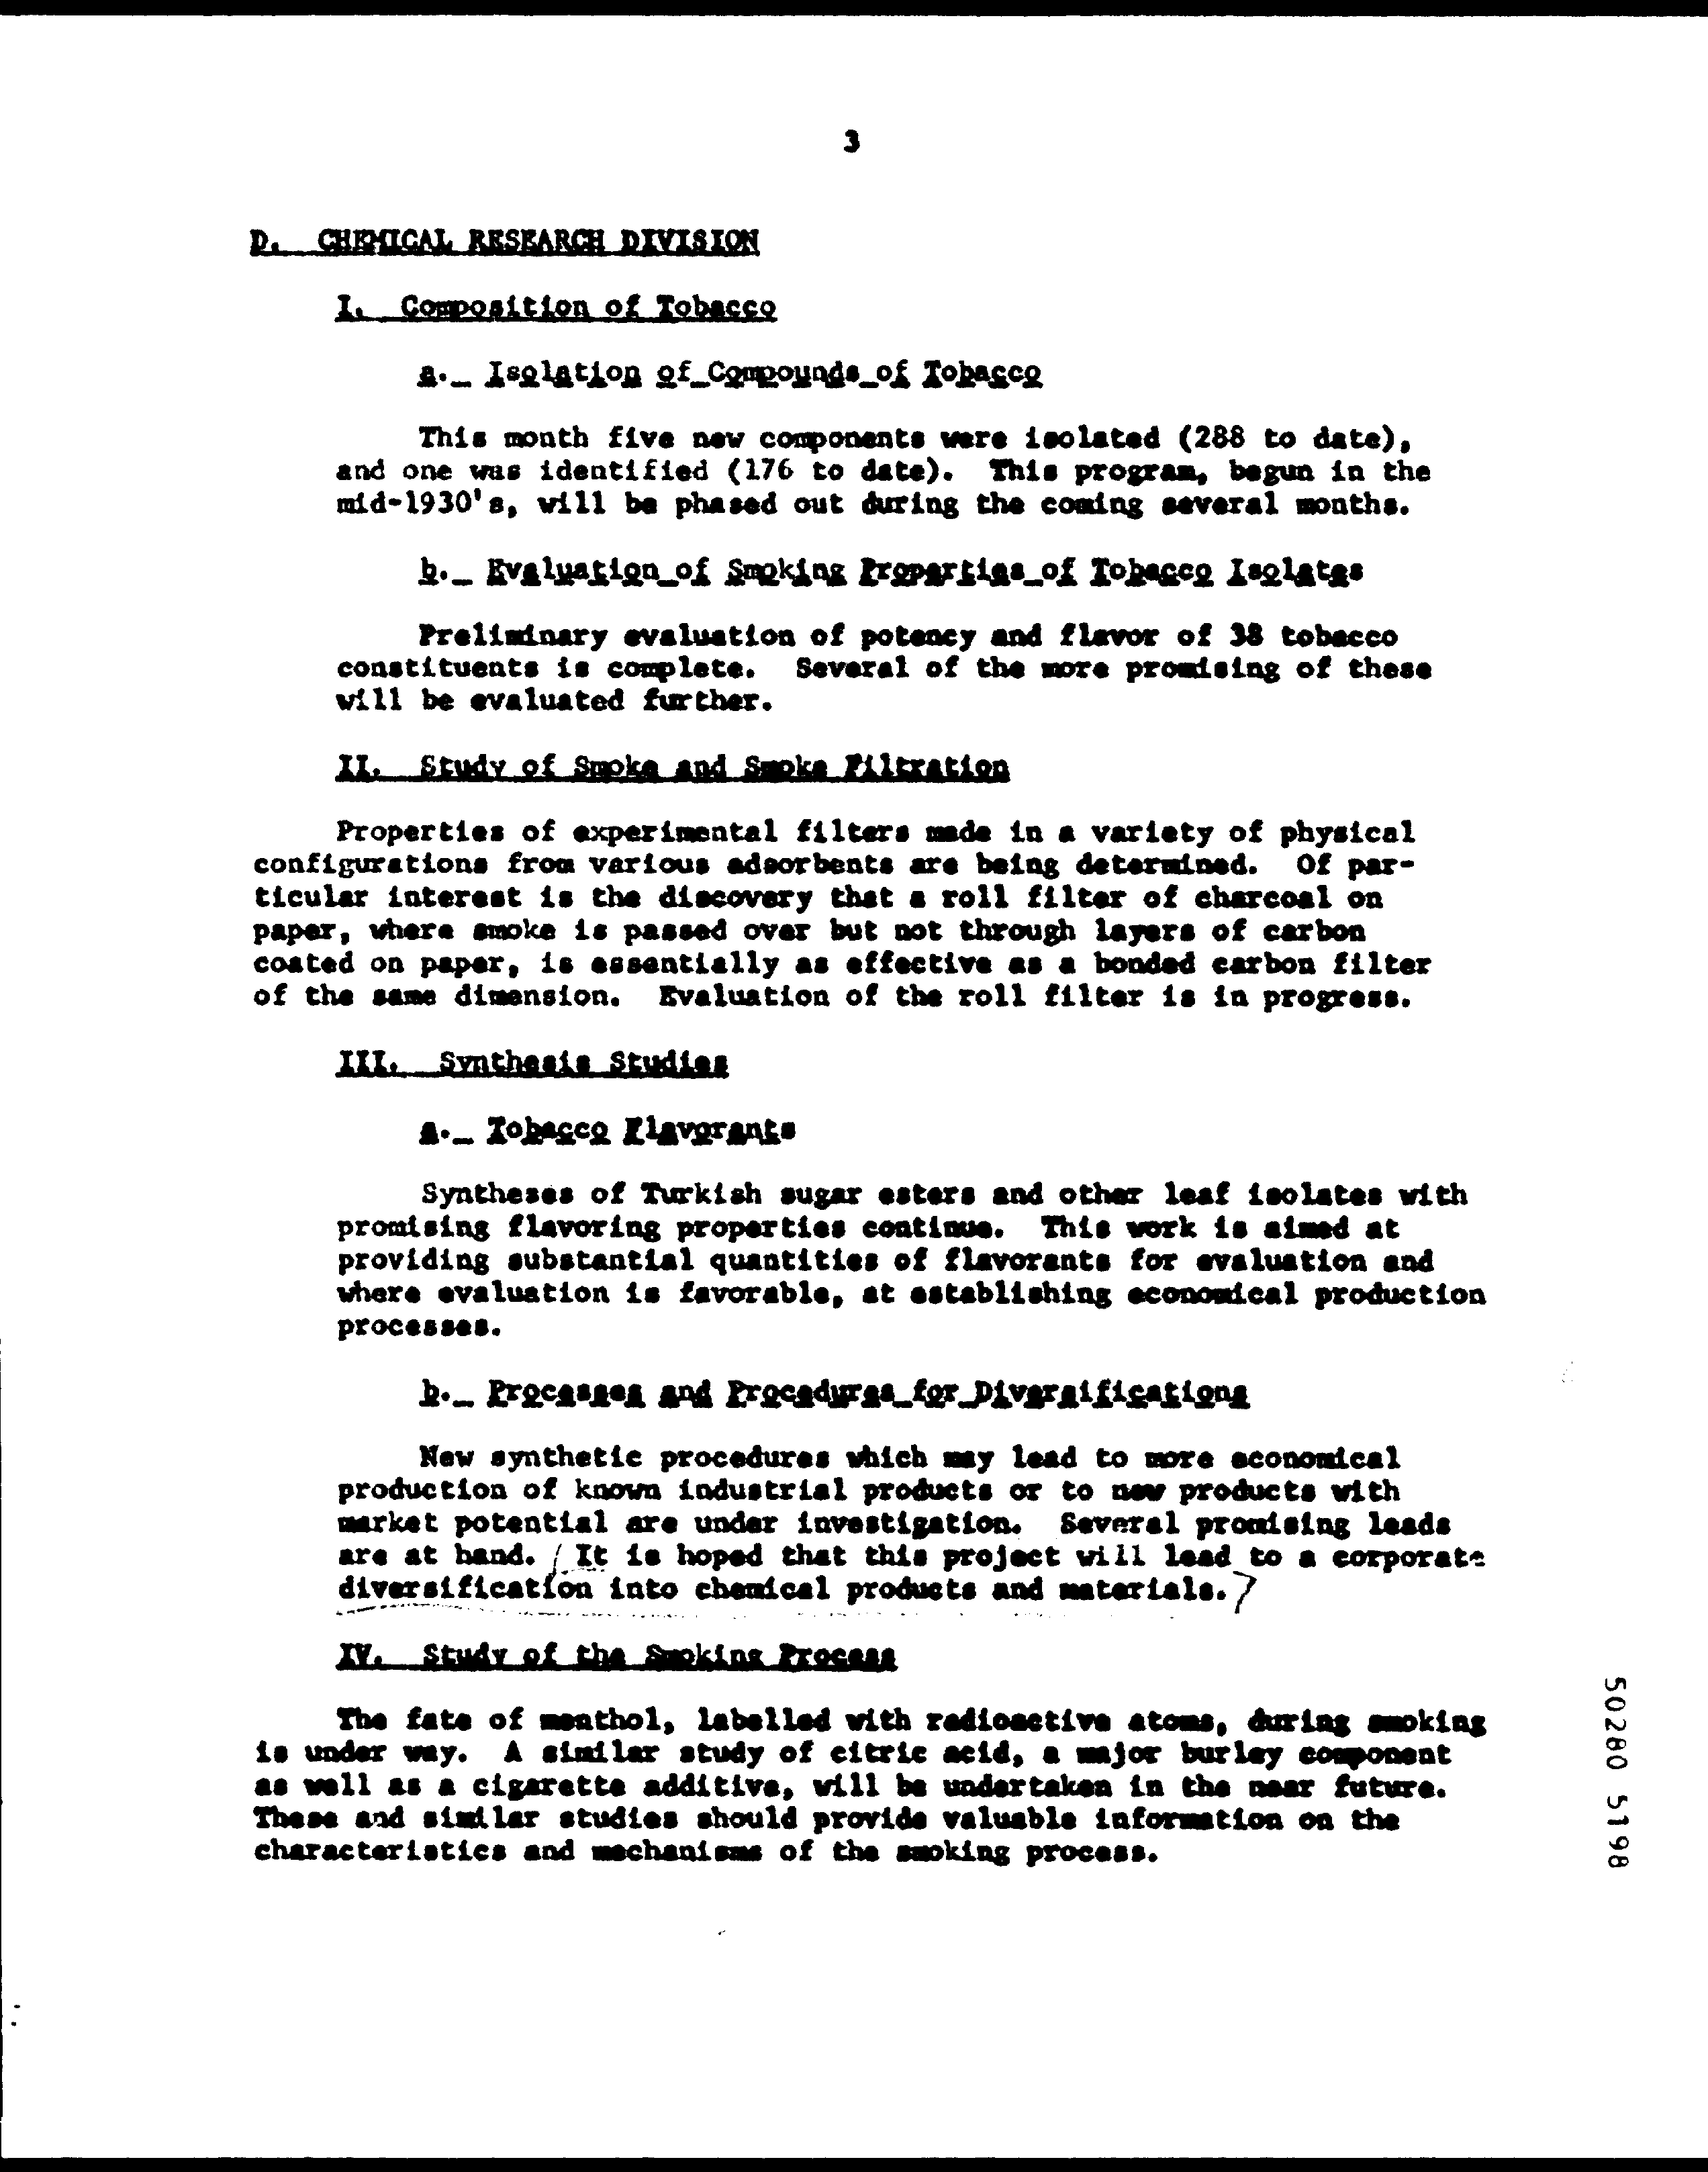 3
D. CHEMICAL RESEARCH DIVISION
I. Composition of Tobacco
a. Isolation of Compounds of Tobacco
This month five new components were isolated (288 to date),
and one was identified (176 to date). This program, begun in the
mid-1930's, will be phased out during the coming several months.
b. Evaluation of Smoking Properties of Tobacco Isolates
Preliminary evaluation of potency and flavor of 38 tobacco
constituents is complete. Several of the more promising of these
will be evaluated further.
II. Study of Smoke and Smoke Filtration
Properties of experimental filters made in a variety of physical
configurations from various adsorbents are being determined. Of par-
ticular interest is the discovery that a roll filter of charcoal on
paper, where smoke is passed over but not through layers of carbon
coated on paper, is essentially as effective as a bonded carbon filter
of the same dimension. Evaluation of the roll filter is in progress.
III. Synthesis Studies
a. Tobacco Flavorants
Syntheses of Turkish sugar esters and other leaf isolates with
promising flavoring properties continue. This work is aimed at
providing substantial quantities of flavorants for evaluation and
where evaluation is favorable, at establishing economical production
processes.
b. Processes and Procedures for Diversifications
New synthetic procedures which may lead to more economical
production of known industrial products or to new products with
market potential are under investigation. Several promising leads
are at hand. It is hoped that this project will lead to a corporate
diversification into chemical products and materials.
IV. Study of the Smoking Process
The fate of menthol, labelled with radioactive atoms, during smoking
is under way. A similar study of citric acid, a major burley component
as well as a cigarette additive, will be undertaken in the near future.
These and similar studies should provide valuable information on the
characteristics and mechanisms of the smoking process.
50280 5198